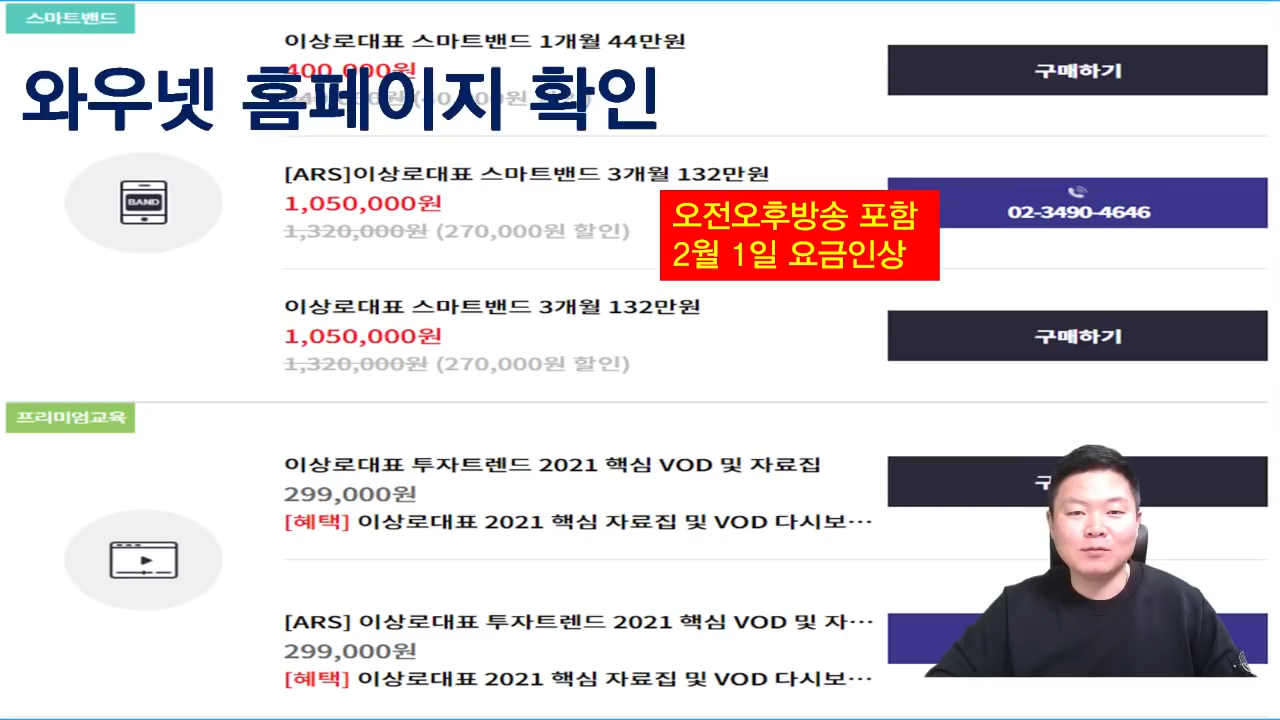 스마트밴드
이상로대표 스마트밴드 1개월 44만원
400,000원
와우넷 홈페이지 확인
구매하기
[ARS]이상로대표 스마트밴드 3개월 132만원
1,050,000원
1,320,000원 (270,000원 할인)
BAND
02-3490-4646
오전오후방송 포함
2월 1일 요금인상
이상로대표 스마트밴드 3개월 132만원
1,050,000원
1,320,000원 (270,000원 할인)
구매하기
프리미엄교육
이상로대표 투자트렌드 2021 핵심 VOD 및 자료집
299,000원
[혜택] 이상로대표 2021 핵심 자료집 및 VOD 다시보…
[ARS] 이상로대표 투자트렌드 2021 핵심 VOD 및 자…
299,000원
[혜택] 이상로대표 2021 핵심 자료집 및 VOD 다시보…